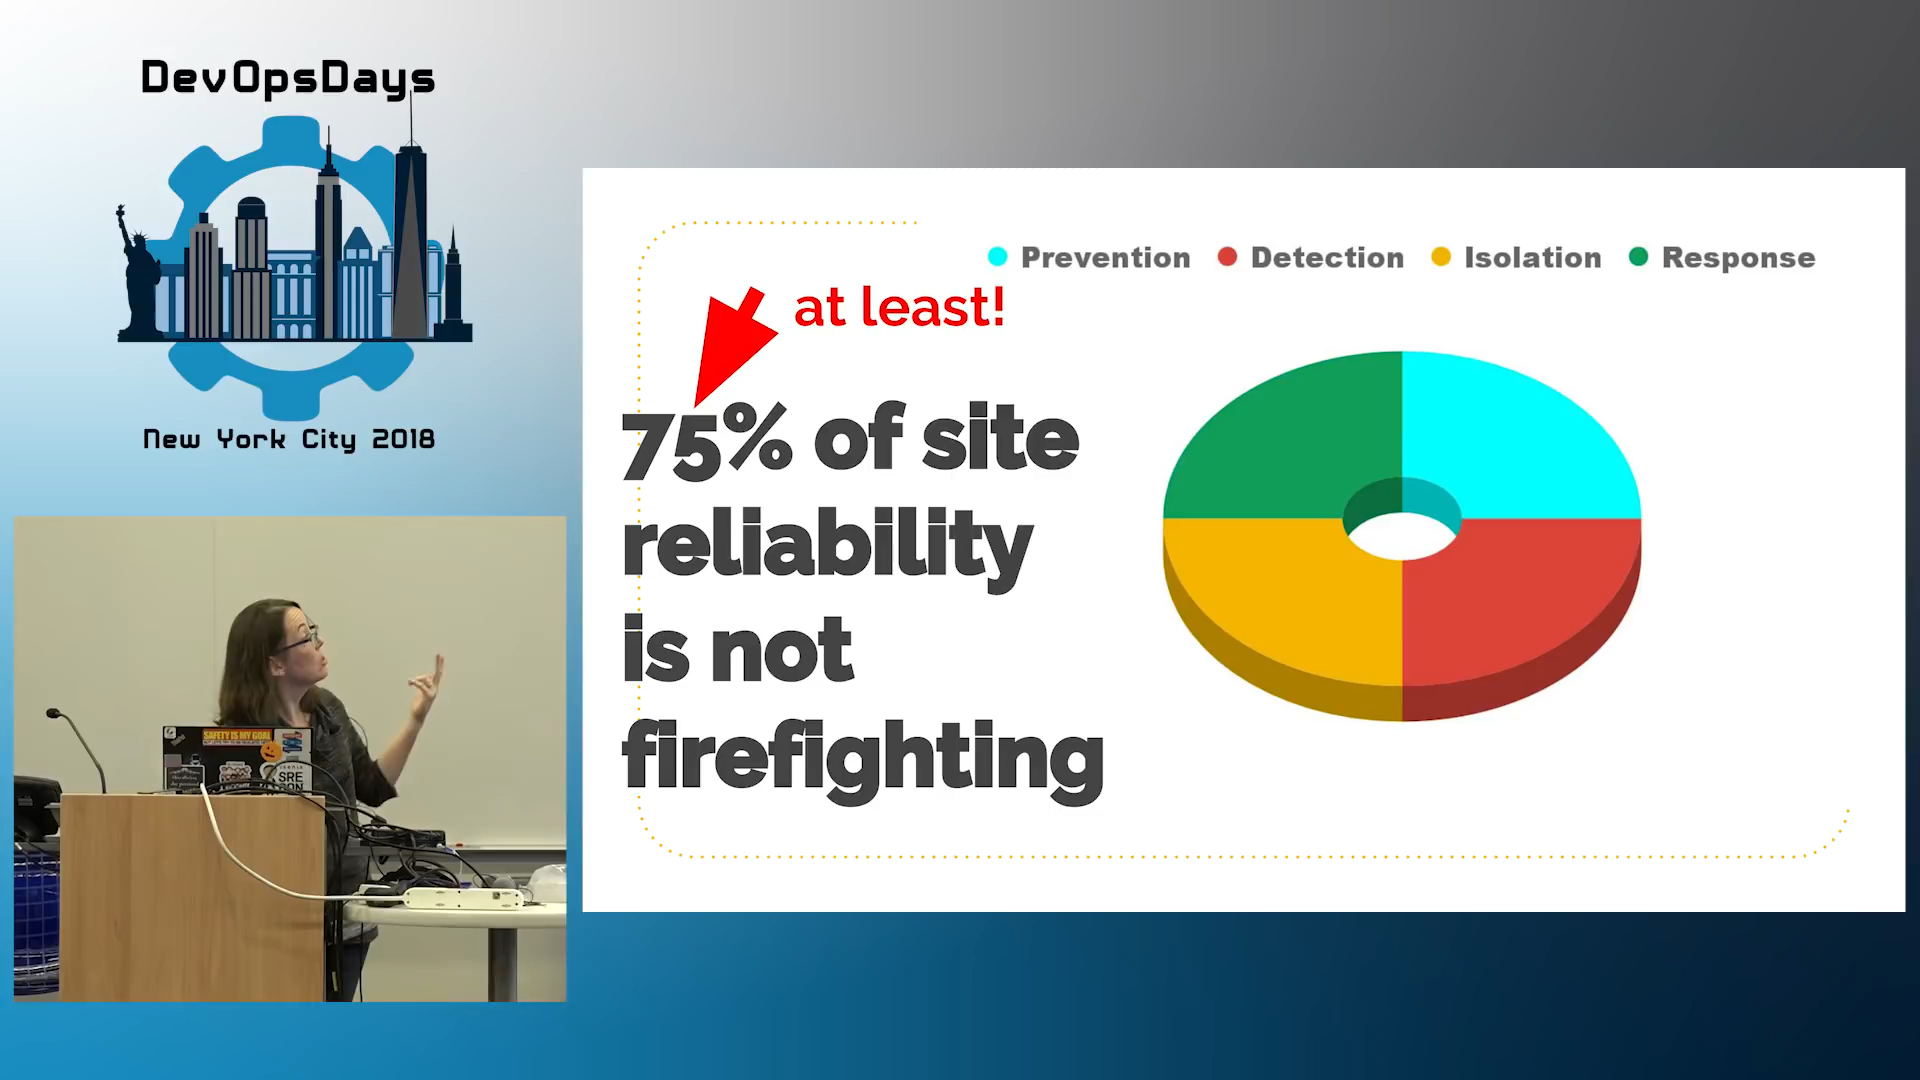 DevOpsDays
New York City 2018
Prevention Detection Isolation Response
at least!
75% of site
reliability
is not
firefighting
SAFETY IS MY GOAL
SRE